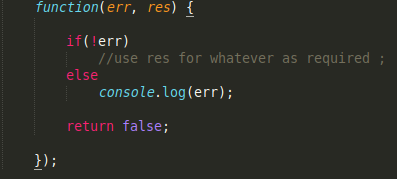 function(err, res) {
if(!err)
//use res for whatever as required ;
else
console.log(err);
return false;
});